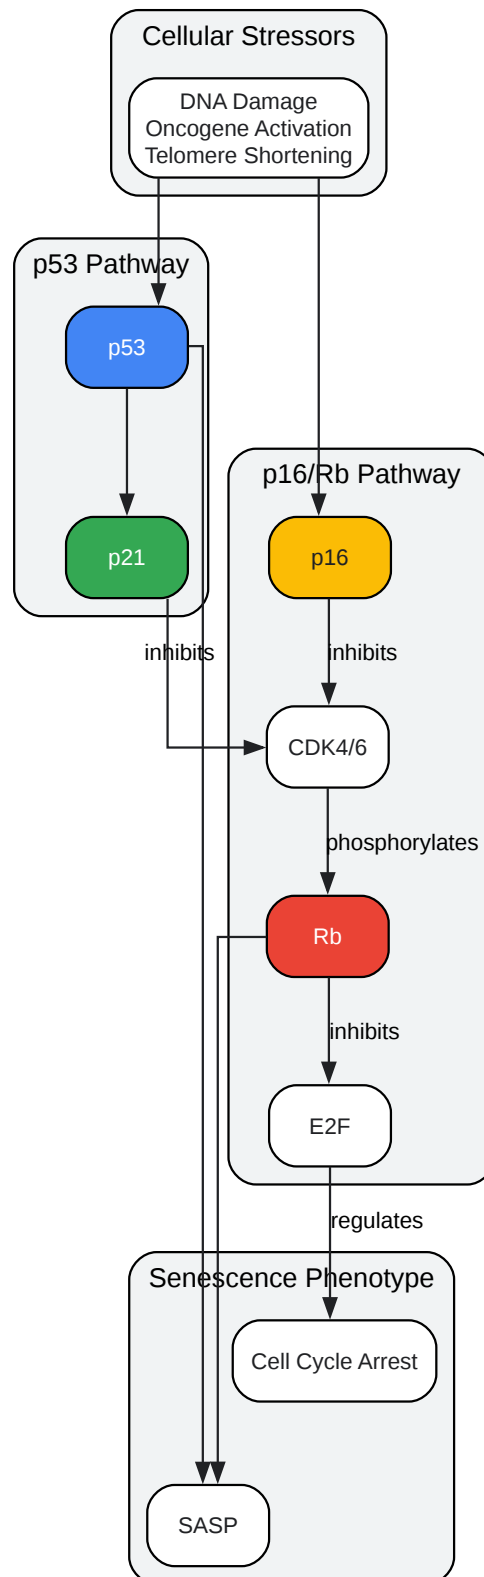 Cellular Stressors
DNA Damage
Oncogene Activation
Telomere Shortening
p53 Pathway
p53
p16/Rb Pathway
p21
p16
inhibits
inhibits
CDK4/6
phosphorylates
Rb
inhibits
E2F
regulates
Senescence Phenotype
Cell Cycle Arrest
SASP